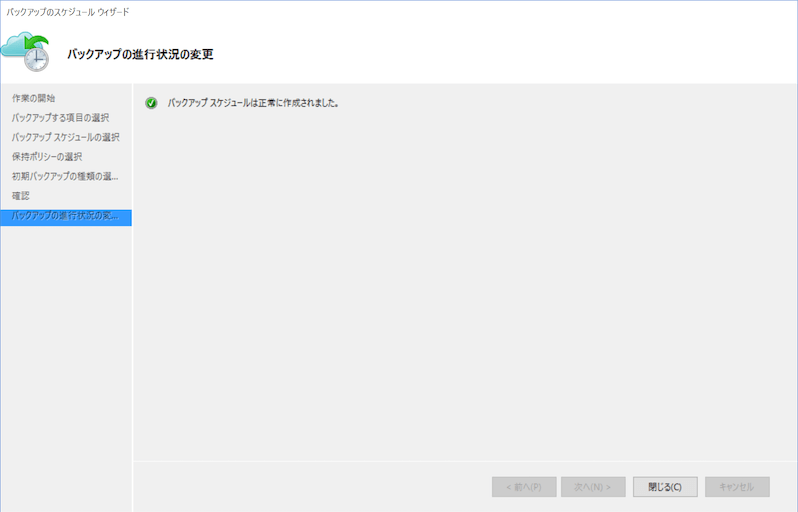 バックアップのスケジュール ウィザード
バックアップの進行状況の変更
作業の開始
バックアップする項目の選択
バックアップ スケジュールの選択
保持ポリシーの選択
初期バックアップの種類の選...
確認
バックアップの進行状況の変...
バックアップ スケジュールは正常に作成されました。
< 前へ(P)
次へ(N) >
閉じる(C)
キャンセル